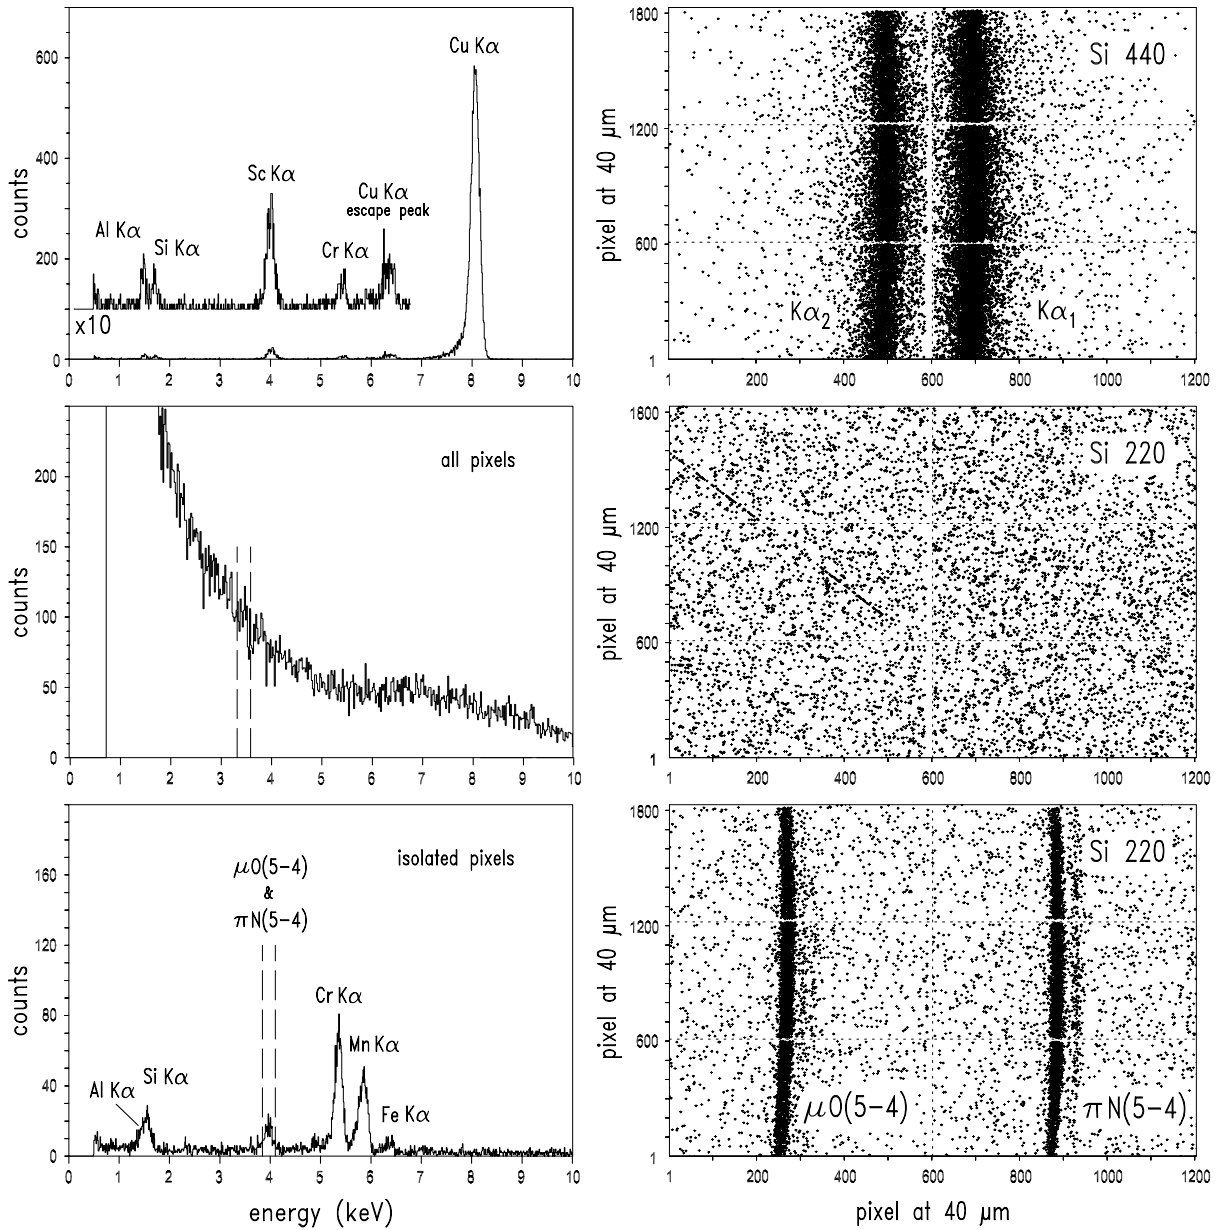 counts
600
400
200
0
Cu Kα
Sc Kα
Cu Kα
escape peak
Al Kα
Si Kα
Cr Kα
x10
0 1 2 3 4 5 6 7 8 9 10
pixel at 40 µm
1800
1200
600
1
Si 440
Kα2
Kα1
1 200 400 600 800 1000 1200
counts
200
150
100
50
0
all pixels
0 1 2 3 4 5 6 7 8 9 10
pixel at 40 µm
1800
1200
600
1
Si 220
1 200 400 600 800 1000 1200
counts
160
120
80
40
0
isolated pixels
µO(5-4)
&
πN(5-4)
Cr Kα
Mn Kα
Si Kα
Al Kα
Fe Kα
0 1 2 3 4 5 6 7 8 9 10
energy (keV)
pixel at 40 µm
1800
1200
600
1
Si 220
µO(5-4)
πN(5-4)
1 200 400 600 800 1000 1200
pixel at 40 µm